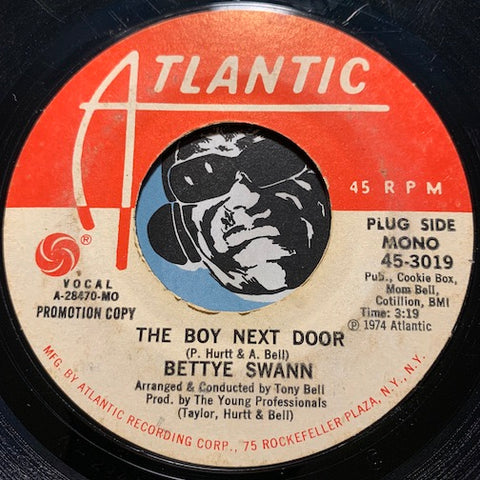 ATLANTIC
45 RPM
PLUG SIDE
MONO
45-3019
Pub., Cookie Box,
Mom Bell,
Cotillion, BMI
Time: 3:19
Ⓟ 1974 Atlantic
®
VOCAL
A-28470-MO
PROMOTION COPY
THE BOY NEXT DOOR
(P. Hurtt & A. Bell)
BETTYE SWANN
Arranged & Conducted by Tony Bell
Prod. by The Young Professionals
(Taylor, Hurtt & Bell)
MFG. BY ATLANTIC RECORDING CORP., 75 ROCKEFELLER PLAZA, N.Y., N.Y.